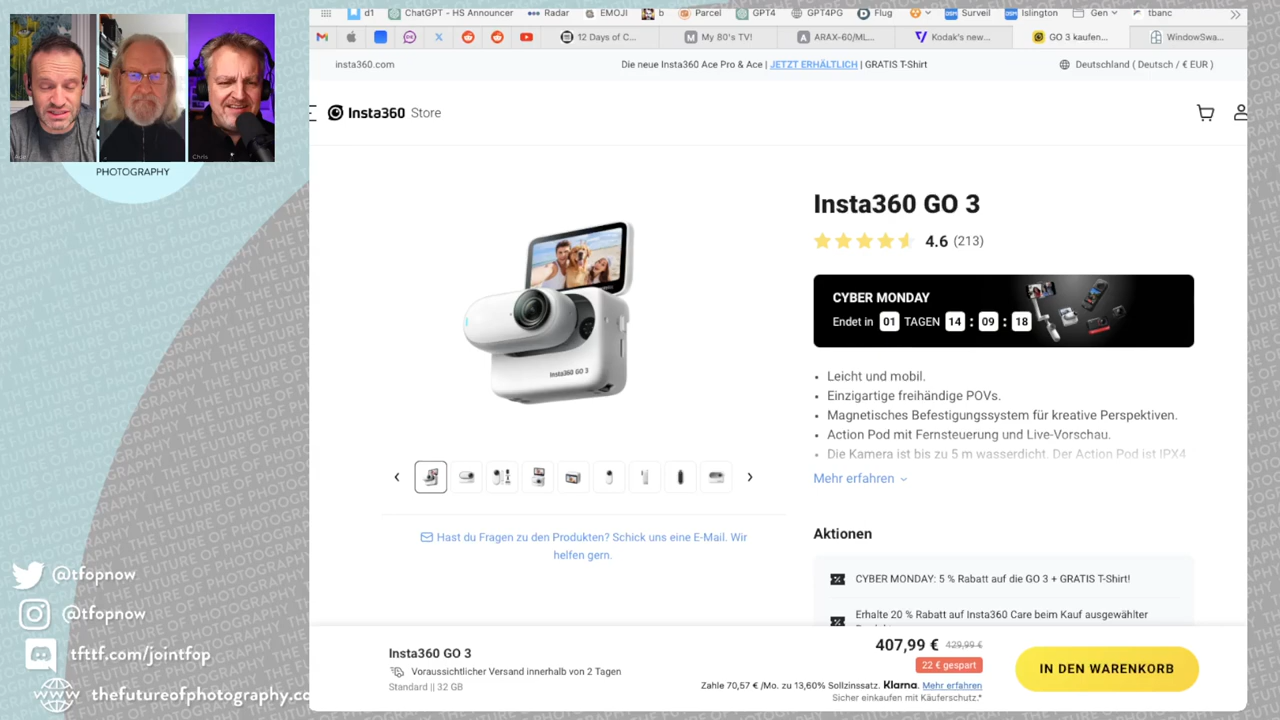 d1
ChatGPT - HS Announcer
Radar
EMOJI
b
Parcel
GPT4
GPT4PG
Flug
Surveil
Islington
Gen
tbanc
12 Days of C...
My 80's TV!
ARAX-60/ML...
Kodak's new...
GO 3 kaufen...
WindowSwa...
insta360.com
Die neue Insta360 Ace Pro & Ace | JETZT ERHÄLTLICH | GRATIS T-Shirt
Deutschland ( Deutsch / € EUR )
Insta360 Store
Chris
PHOTOGRAPHY
Insta360 GO 3
4.6 (213)
CYBER MONDAY
Endet in 01 TAGEN 14 : 09 : 18
Insta360 GO 3
• Leicht und mobil.
• Einzigartige freihändige POVs.
• Magnetisches Befestigungssystem für kreative Perspektiven.
• Action Pod mit Fernsteuerung und Live-Vorschau.
• Die Kamera ist bis zu 5 m wasserdicht. Der Action Pod ist IPX4
Mehr erfahren
Hast du Fragen zu den Produkten? Schick uns eine E-Mail. Wir
helfen gern.
Aktionen
CYBER MONDAY: 5 % Rabatt auf die GO 3 + GRATIS T-Shirt!
Erhalte 20 % Rabatt auf Insta360 Care beim Kauf ausgewählter
Insta360 GO 3
Voraussichtlicher Versand innerhalb von 2 Tagen
Standard || 32 GB
407,99 € 429,99 €
22 € gespart
Zahle 70,57 € /Mo. zu 13,60% Sollzinssatz. Klarna. Mehr erfahren
Sicher einkaufen mit Käuferschutz.*
IN DEN WARENKORB
@tfopnow
@tfopnow
tfttf.com/jointfop
thefutureofphotography.co
THE FUTURE OF PHOTOGRAPHY